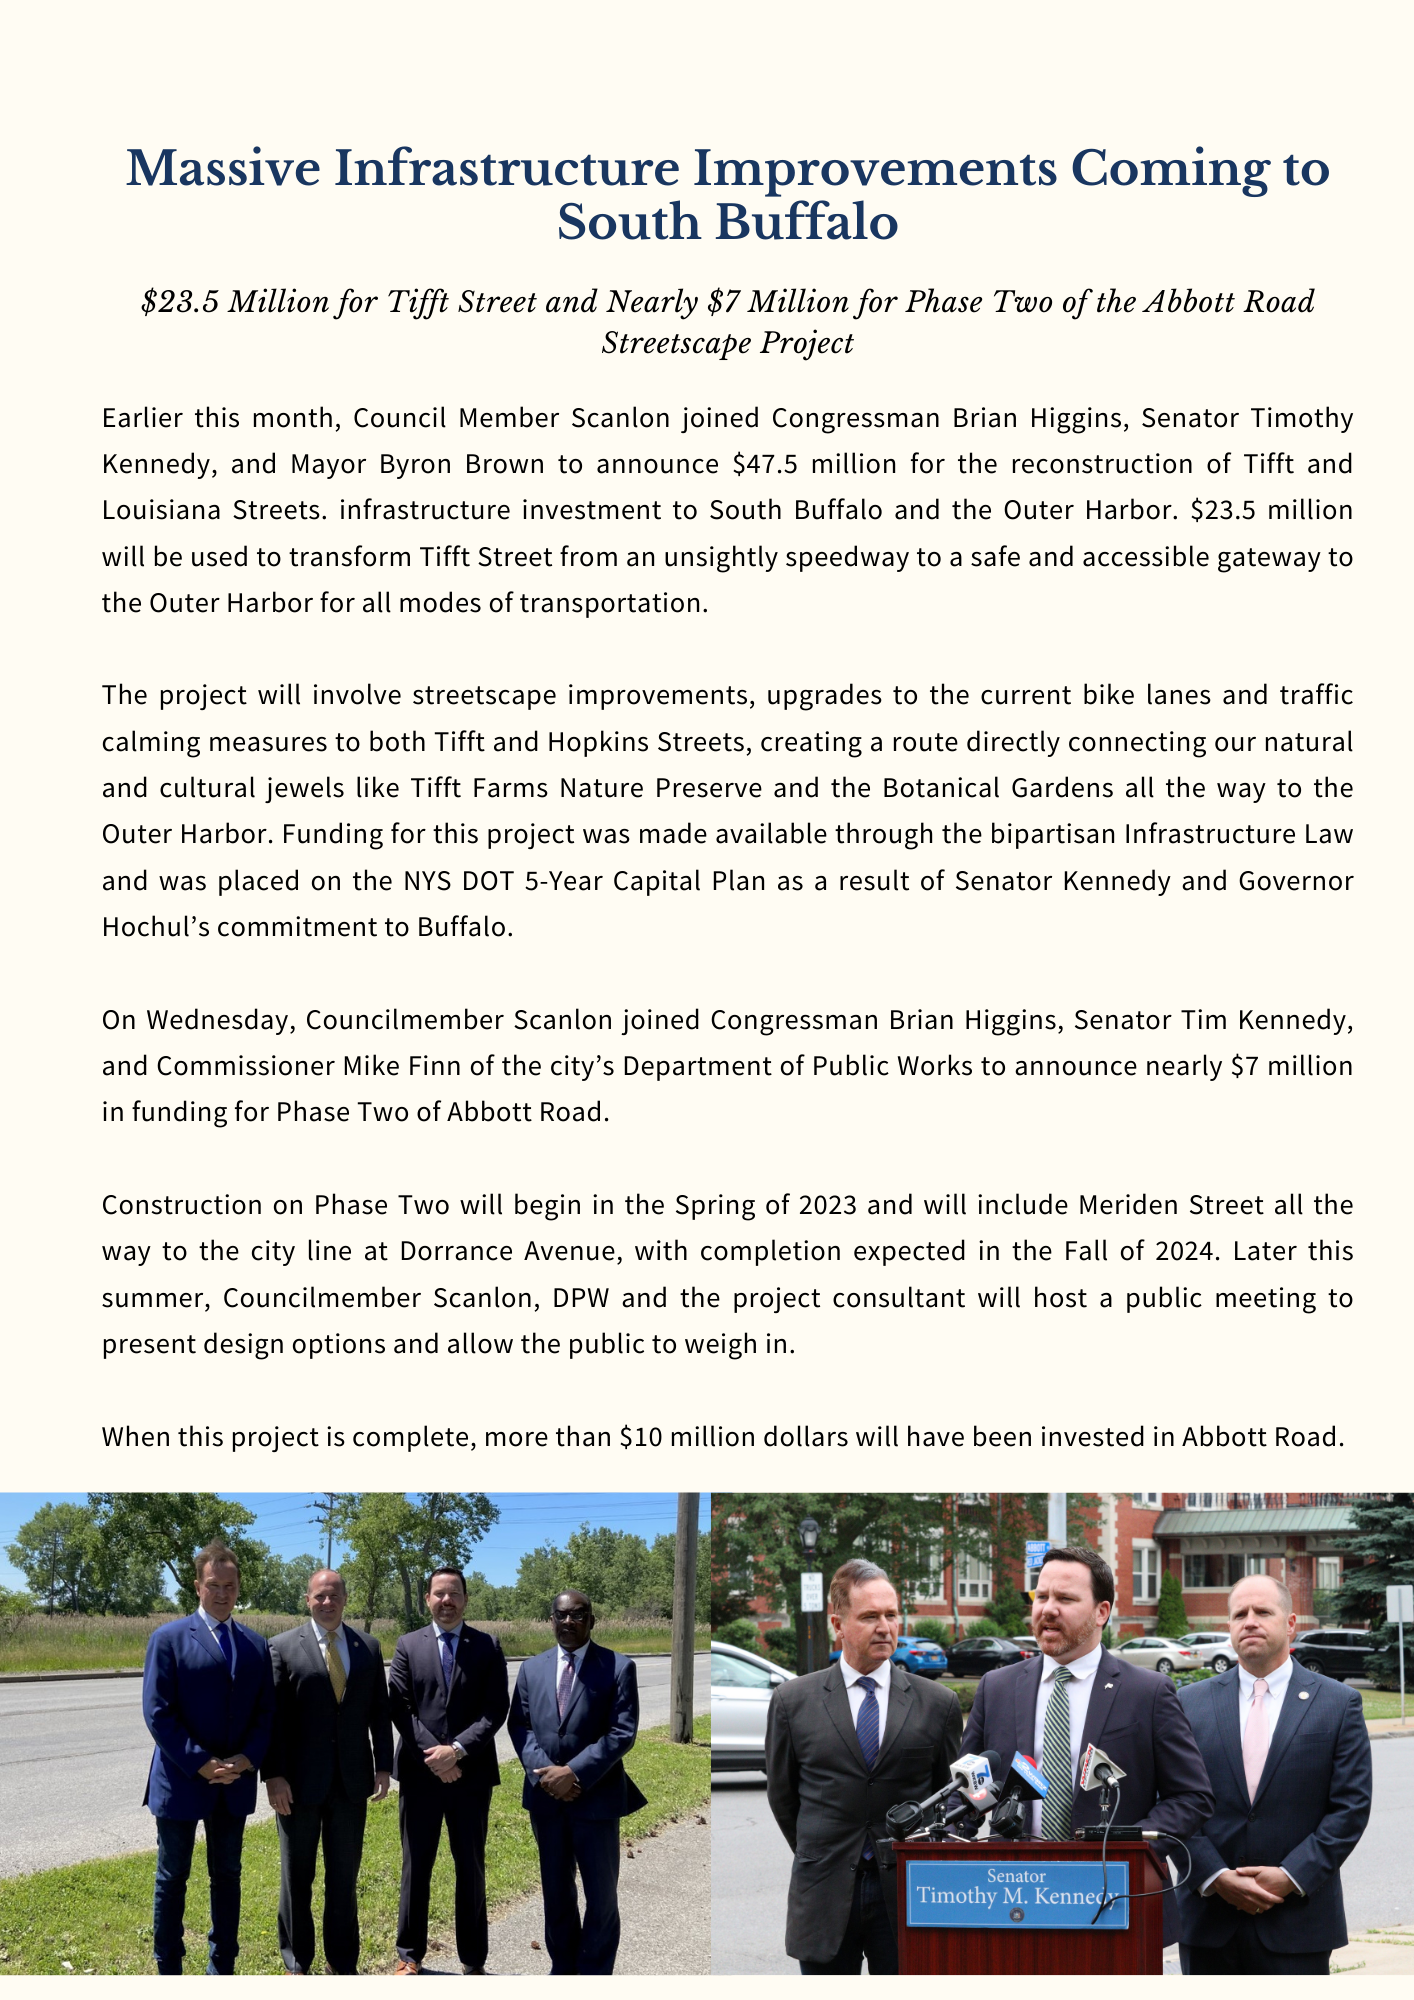 Massive Infrastructure Improvements Coming to
South Buffalo
$23.5 Million for Tifft Street and Nearly $7 Million for Phase Two of the Abbott Road
Streetscape Project
Earlier this month, Council Member Scanlon joined Congressman Brian Higgins, Senator Timothy
Kennedy, and Mayor Byron Brown to announce $47.5 million for the reconstruction of Tifft and
Louisiana Streets. infrastructure investment to South Buffalo and the Outer Harbor. $23.5 million
will be used to transform Tifft Street from an unsightly speedway to a safe and accessible gateway to
the Outer Harbor for all modes of transportation.
The project will involve streetscape improvements, upgrades to the current bike lanes and traffic
calming measures to both Tifft and Hopkins Streets, creating a route directly connecting our natural
and cultural jewels like Tifft Farms Nature Preserve and the Botanical Gardens all the way to the
Outer Harbor. Funding for this project was made available through the bipartisan Infrastructure Law
and was placed on the NYS DOT 5-Year Capital Plan as a result of Senator Kennedy and Governor
Hochul’s commitment to Buffalo.
On Wednesday, Councilmember Scanlon joined Congressman Brian Higgins, Senator Tim Kennedy,
and Commissioner Mike Finn of the city’s Department of Public Works to announce nearly $7 million
in funding for Phase Two of Abbott Road.
Construction on Phase Two will begin in the Spring of 2023 and will include Meriden Street all the
way to the city line at Dorrance Avenue, with completion expected in the Fall of 2024. Later this
summer, Councilmember Scanlon, DPW and the project consultant will host a public meeting to
present design options and allow the public to weigh in.
When this project is complete, more than $10 million dollars will have been invested in Abbott Road.
ABBOTT
7
Senator
Timothy M. Kennedy